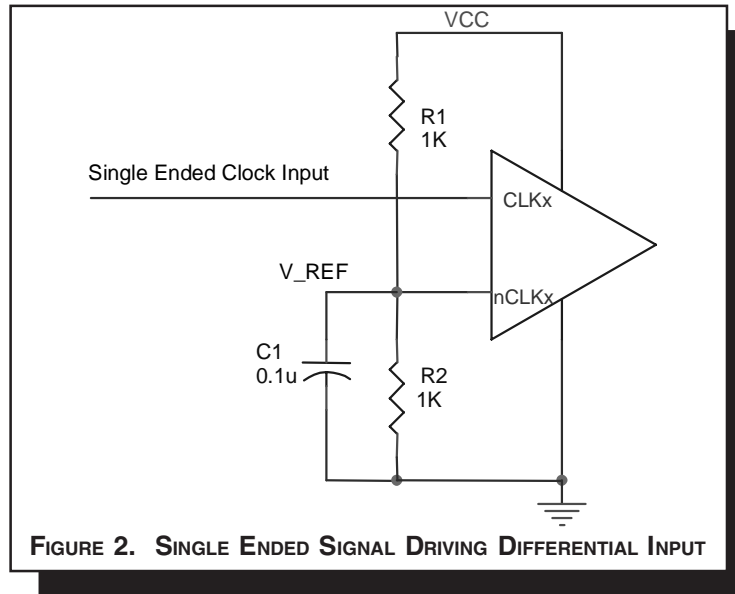 VCC
R1
1K
Single Ended Clock Input
CLKx
V_REF
nCLKx
C1
0.1u
R2
1K
FIGURE 2. SINGLE ENDED SIGNAL DRIVING DIFFERENTIAL INPUT